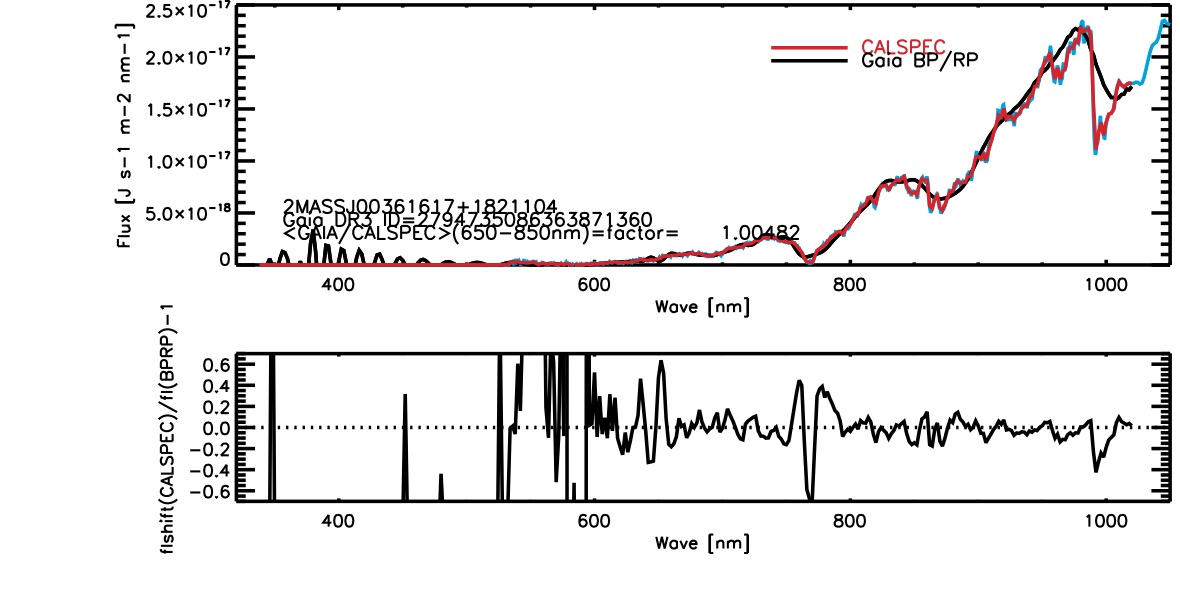 2.5×10−17
2.0×10−17
1.5×10−17
1.0×10−17
5.0×10−18
0
Flux [J s−1 m−2 nm−1]
CALSPEC
Gaia BP/RP
2MASSJ00361617+1821104
Gaia DR3 ID=2794735086363871360
<GAIA/CALSPEC>(650−850nm)=factor= 1.00482
400 600 800 1000
Wave [nm]
0.6
0.4
0.2
0.0
−0.2
−0.4
−0.6
flshift(CALSPEC)/fl(BPRP)−1
400 600 800 1000
Wave [nm]